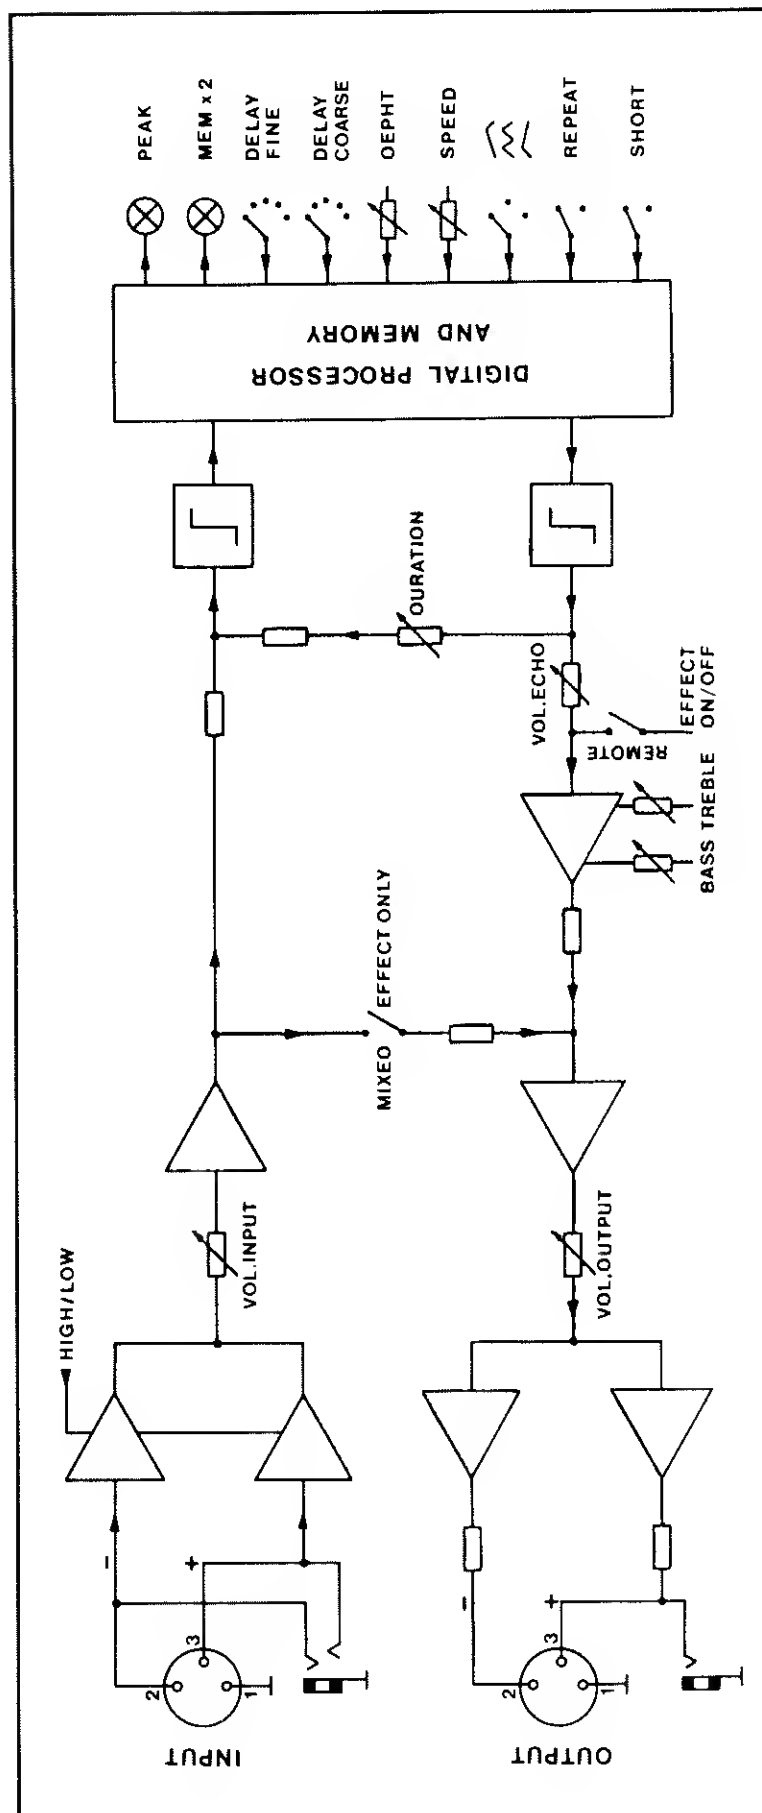 PEAK
MEM x 2
DELAY
FINE
DELAY
COARSE
OEPHT
SPEED
REPEAT
SHORT
DIGITAL PROCESSOR
AND MEMORY
OURATION
VOL.ECHO
REMOTE
EFFECT
ON/OFF
BASS TREBLE
MIXEO EFFECT ONLY
HIGH/LOW
VOL.INPUT
VOL.OUTPUT
-
+
2
3
1
INPUT
-
+
2
3
1
OUTPUT